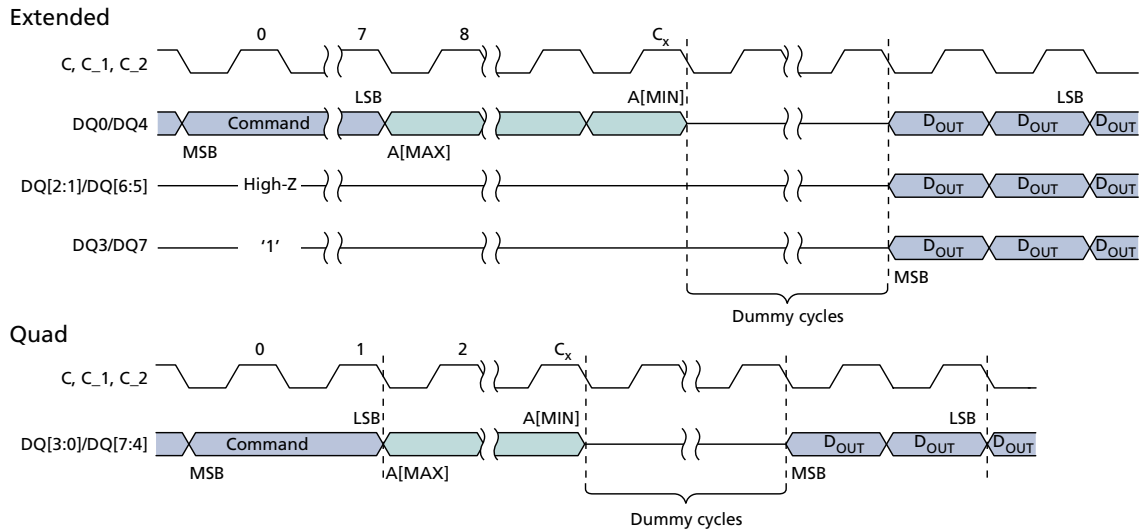 Extended
0 7 8 Cx
C, C_1, C_2
LSB A[MIN] LSB
DQ0/DQ4 Command DOUT DOUT DOUT
MSB A[MAX]
DQ[2:1]/DQ[6:5] High-Z DOUT DOUT DOUT
DQ3/DQ7 ‘1’ DOUT DOUT DOUT
MSB
Dummy cycles
Quad
0 1 2 Cx
C, C_1, C_2
LSB A[MIN] LSB
DQ[3:0]/DQ[7:4] Command DOUT DOUT DOUT
MSB A[MAX] MSB
Dummy cycles